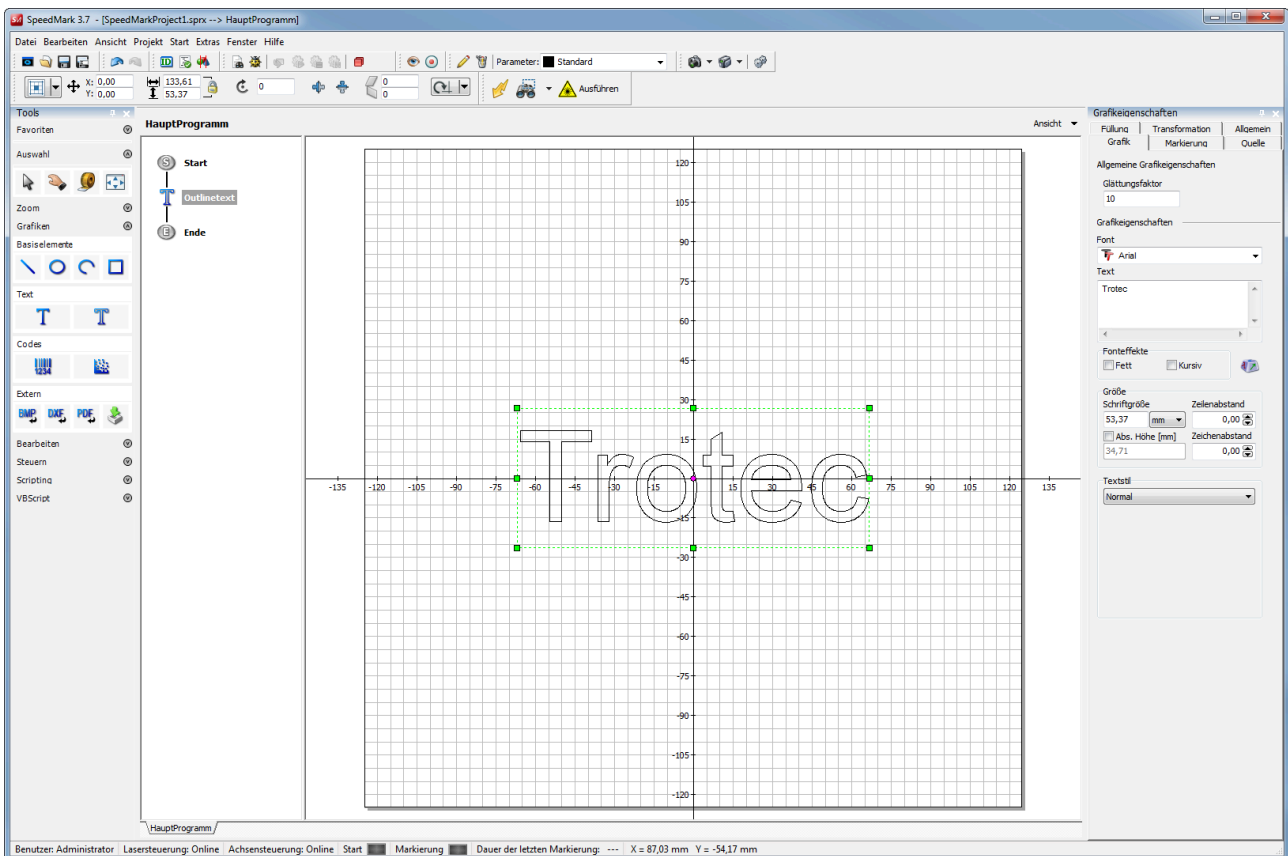 SpeedMark 3.7 - [SpeedMarkProject1.sprx --> HauptProgramm]
Datei Bearbeiten Ansicht Projekt Start Extras Fenster Hilfe
ID Parameter: Standard
X: 0,00 133,61 0 0 Ausführen
Y: 0,00 53,37 0
Tools
Favoriten
Auswahl
Zoom
Grafiken
Basiselemente
Text
T T
Codes
1234
Extern
BMP DXF PDF
Bearbeiten
Steuern
Scripting
VBScript
HauptProgramm Ansicht
S Start
T Outlinetext
E Ende
120
105
90
75
60
45
30
15
-135 -120 -105 -90 -75 -60 -45 -30 -15 15 30 45 60 75 90 105 120 135
-15
-30
-45
-60
-75
-90
-105
-120
Trotec
HauptProgramm
Grafikeigenschaften
Füllung Transformation Allgemein
Grafik Markierung Quelle
Allgemeine Grafikeigenschaften
Glättungsfaktor
10
Grafikeigenschaften
Font
Arial
Text
Trotec
Fonteffekte
Fett Kursiv
Größe
Schriftgröße Zeilenabstand
53,37 mm 0,00
Abs. Höhe [mm] Zeichenabstand
34,71 0,00
Textstil
Normal
Benutzer: Administrator Lasersteuerung: Online Achsensteuerung: Online Start Markierung Dauer der letzten Markierung: --- X = 87,03 mm Y = -54,17 mm